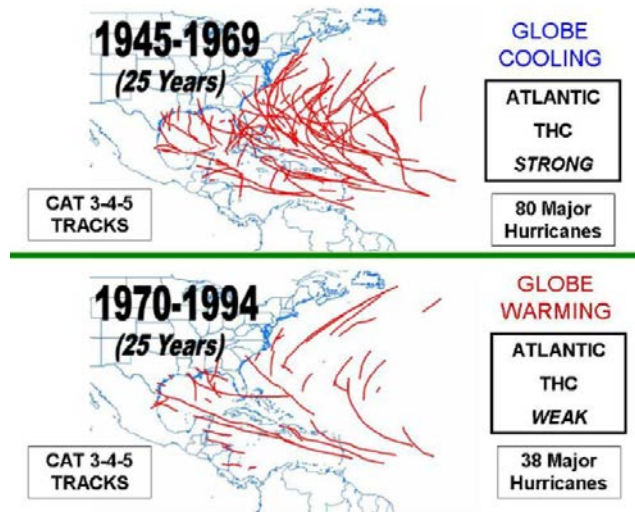 1945-1969
(25 Years)
GLOBE
COOLING
ATLANTIC
THC
STRONG
CAT 3-4-5
TRACKS
80 Major
Hurricanes
1970-1994
(25 Years)
GLOBE
WARMING
ATLANTIC
THC
WEAK
CAT 3-4-5
TRACKS
38 Major
Hurricanes